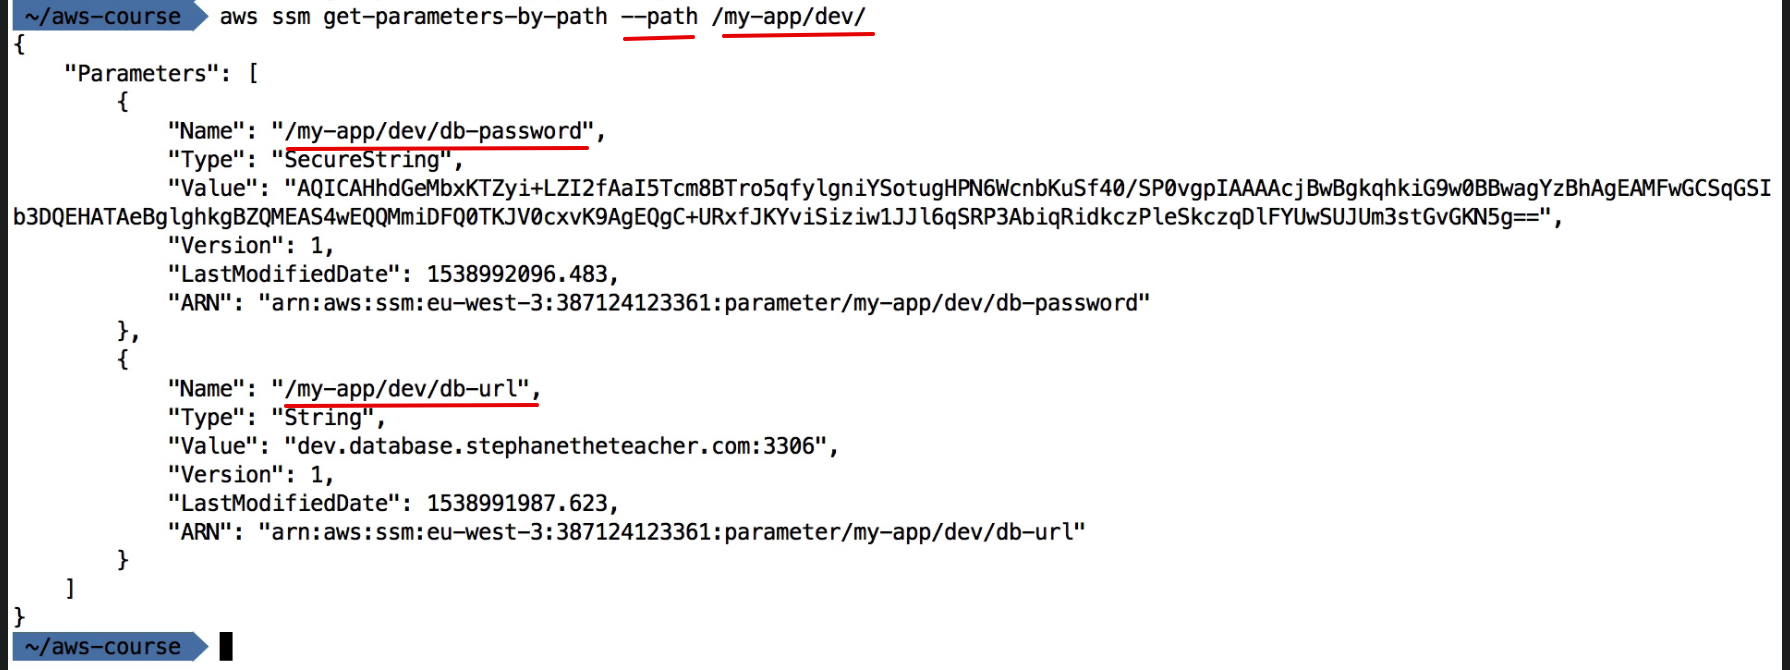 ~/aws-course aws ssm get-parameters-by-path --path /my-app/dev/
{
    "Parameters": [
        {
            "Name": "/my-app/dev/db-password",
            "Type": "SecureString",
            "Value": "AQICAHhdGeMbxKTZyi+LZI2fAaI5Tcm8BTro5qfylgniYSotugHPN6WcnbKuSf40/SP0vgpIAAAAcjBwBgkqhkiG9w0BBwagYzBhAgEAMFwGCSqGSI
b3DQEHATAeBglghkgBZQMEAS4wEQQMmiDFQ0TKJV0cxvK9AgEQgC+URxfJKYviSiziw1JJl6qSRP3AbiqRidkczPleSkczqDlFYUwSUJUm3stGvGKN5g==",
            "Version": 1,
            "LastModifiedDate": 1538992096.483,
            "ARN": "arn:aws:ssm:eu-west-3:387124123361:parameter/my-app/dev/db-password"
        },
        {
            "Name": "/my-app/dev/db-url",
            "Type": "String",
            "Value": "dev.database.stephanetheteacher.com:3306",
            "Version": 1,
            "LastModifiedDate": 1538991987.623,
            "ARN": "arn:aws:ssm:eu-west-3:387124123361:parameter/my-app/dev/db-url"
        }
    ]
}
~/aws-course